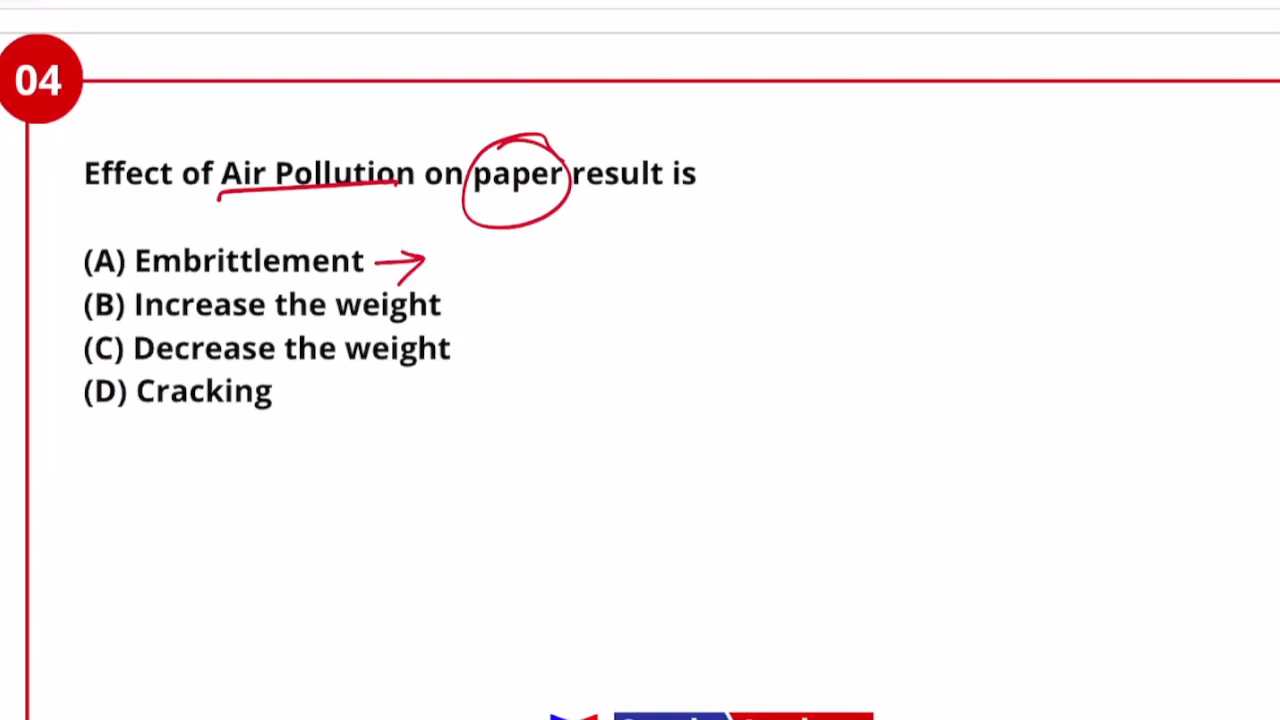 04
Effect of Air Pollution on paper result is
(A) Embrittlement
(B) Increase the weight
(C) Decrease the weight
(D) Cracking